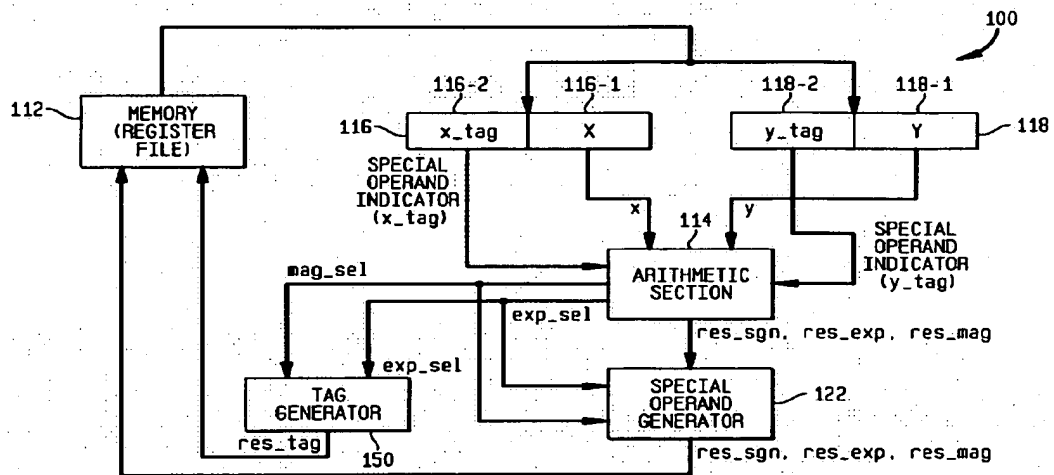 100
116-2 116-1 118-2 118-1
112
MEMORY
(REGISTER
FILE)
116
x_tag X
y_tag Y
118
SPECIAL
OPERAND
INDICATOR
(x_tag)
x
y
114
SPECIAL
OPERAND
INDICATOR
(y_tag)
ARITHMETIC
SECTION
mag_sel
exp_sel
res_sgn, res_exp, res_mag
exp_sel
TAG
GENERATOR
SPECIAL
OPERAND
GENERATOR
122
res_tag
150
res_sgn, res_exp, res_mag